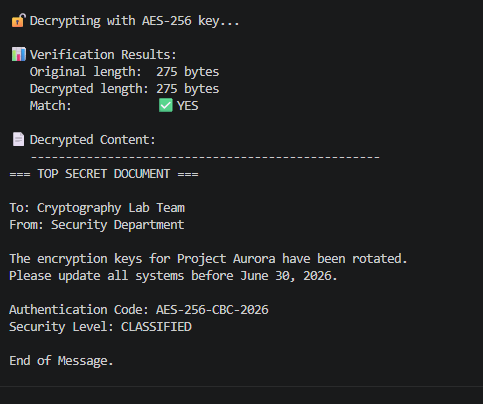 🔓 Decrypting with AES-256 key...
📊 Verification Results:
Original length:  275 bytes
Decrypted length: 275 bytes
Match:            ✅ YES
📄 Decrypted Content:
--------------------------------------------------
=== TOP SECRET DOCUMENT ===
To: Cryptography Lab Team
From: Security Department
The encryption keys for Project Aurora have been rotated.
Please update all systems before June 30, 2026.
Authentication Code: AES-256-CBC-2026
Security Level: CLASSIFIED
End of Message.